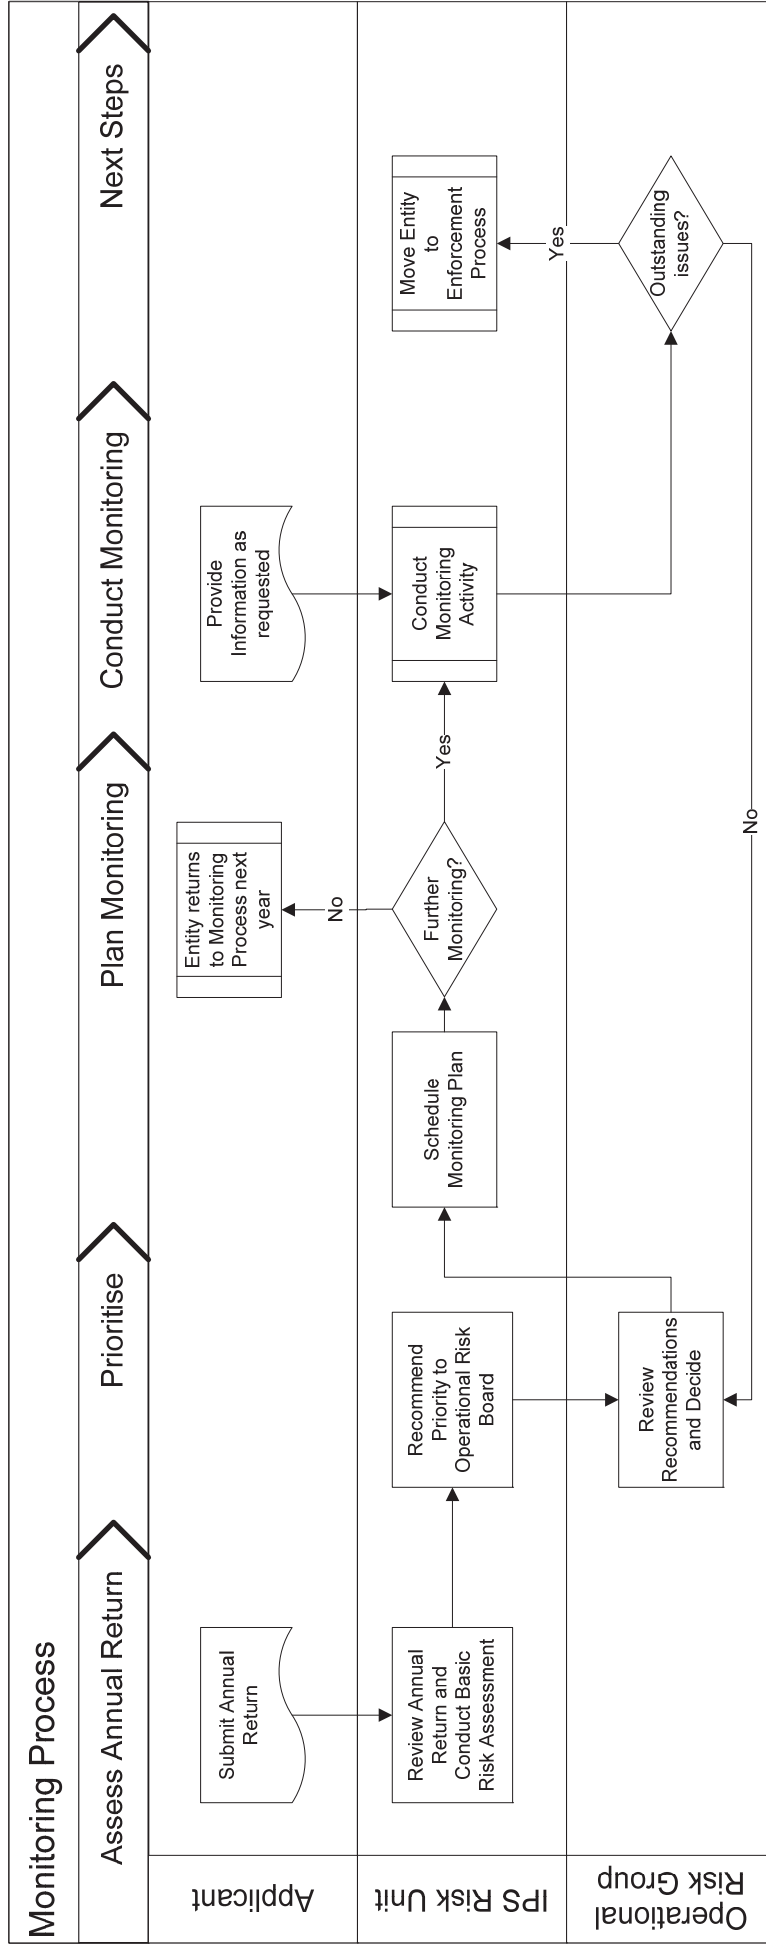 Monitoring Process
Assess Annual Return
Prioritise
Plan Monitoring
Conduct Monitoring
Next Steps
Applicant
Submit Annual
Return
Entity returns
to Monitoring
Process next
year
Provide
Information as
requested
No
IPS Risk Unit
Review Annual
Return and
Conduct Basic
Risk Assessment
Recommend
Priority to
Operational Risk
Board
Schedule
Monitoring Plan
Further
Monitoring?
Yes
Conduct
Monitoring
Activity
Move Entity
to
Enforcement
Process
Yes
Operational
Risk Group
Review
Recommendations
and Decide
Outstanding
issues?
No